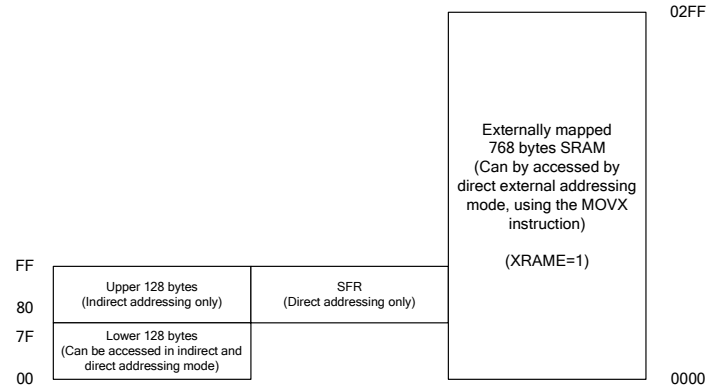 02FF
Externally mapped
768 bytes SRAM
(Can by accessed by
direct external addressing
mode, using the MOVX
instruction)
(XRAME=1)
FF
Upper 128 bytes
(Indirect addressing only)
SFR
(Direct addressing only)
80
7F
Lower 128 bytes
(Can be accessed in indirect and
direct addressing mode)
00
0000